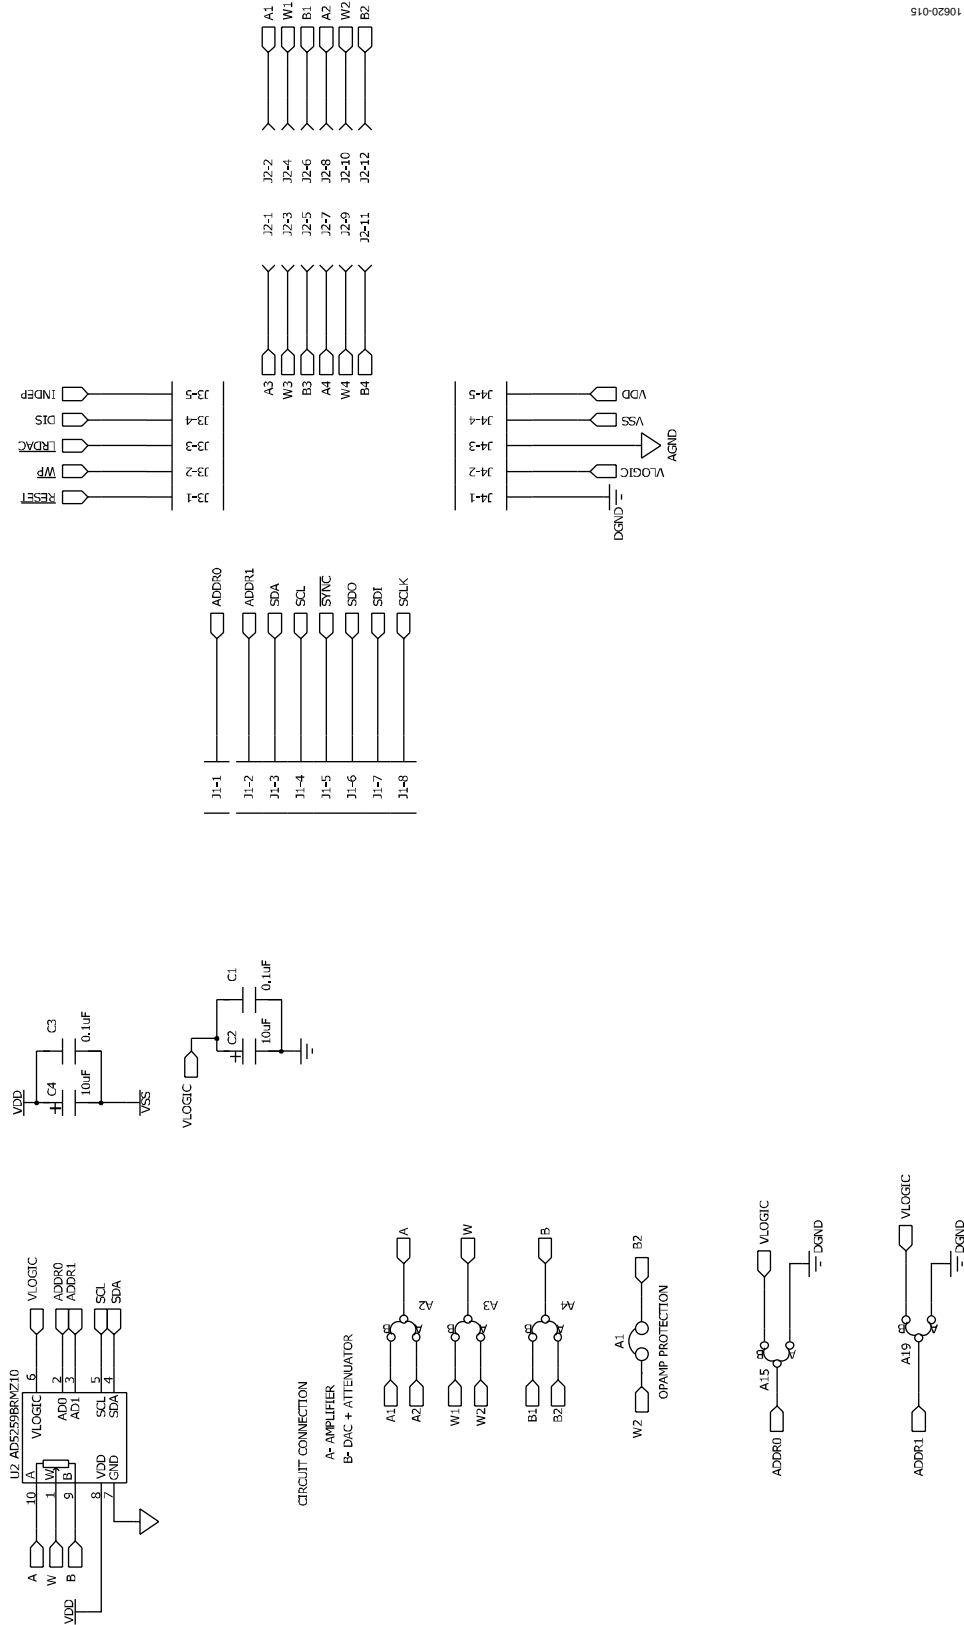 10620-015
A1
W1
B1
A2
W2
B2
J2-2
J2-4
J2-6
J2-8
J2-10
J2-12
J2-1
J2-3
J2-5
J2-7
J2-9
J2-11
A3
W3
B3
A4
W4
B4
INDEP
DIS
LRDAC
WP
RESET
J3-5
J3-4
J3-3
J3-2
J3-1
J4-5
J4-4
J4-3
J4-2
J4-1
VDD
VSS
AGND
VLOGIC
DGND
ADDR0
ADDR1
SDA
SCL
SYNC
SDO
SDI
SCLK
J1-1
J1-2
J1-3
J1-4
J1-5
J1-6
J1-7
J1-8
VDD
C3
0.1uF
C4
+
10uF
VSS
VLOGIC
C1
0.1uF
C2
+
10uF
U2 AD5259BRMZ10
VLOGIC
6
VLOGIC
AD0
2
ADDR0
AD1
3
ADDR1
SCL
5
SCL
SDA
4
SDA
A
10
A
W
1
W
B
9
B
VDD
8
VDD
GND
7
CIRCUIT CONNECTION
A- AMPLIFIER
B- DAC + ATTENUATOR
A1
A2
B
A
A2
A
W1
W2
B
A
A3
W
B1
B2
B
A
A4
B
W2
A1
B2
OPAMP PROTECTION
ADDR0
A15
B
A
VLOGIC
DGND
ADDR1
A19
B
A
VLOGIC
DGND